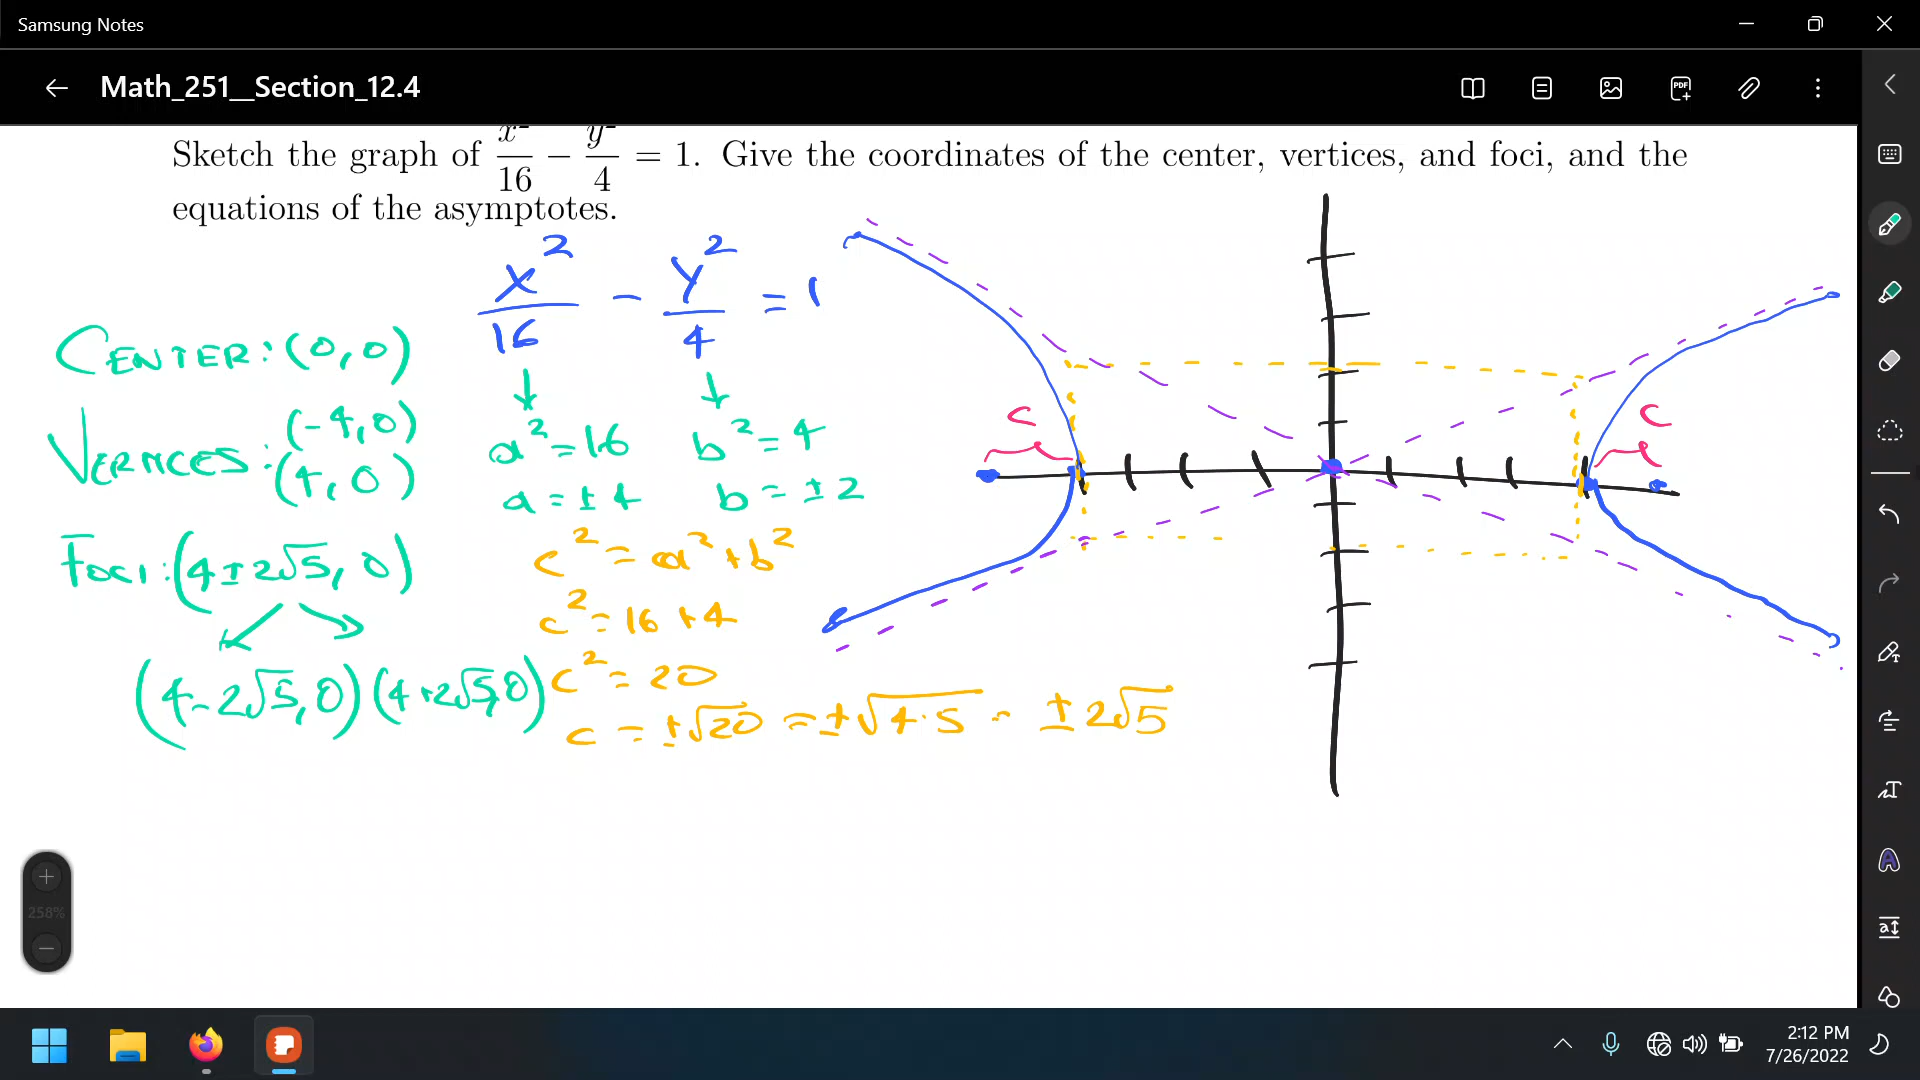 Samsung Notes
Math_251__Section_12.4
Sketch the graph of x²/16 − y²/4 = 1. Give the coordinates of the center, vertices, and foci, and the
equations of the asymptotes.
x²/16 − y²/4 = 1
CENTER: (0,0)
VERTICES: (-4,0)
(4,0)
a² = 16 b² = 4
a = ±4 b = ±2
FOCI: (4±2√5, 0)
(4-2√5,0) (4+2√5,0)
c² = a² + b²
c² = 16 + 4
c² = 20
c = ±√20 = ±√4·5 = ±2√5
c
c
258%
2:12 PM
7/26/2022